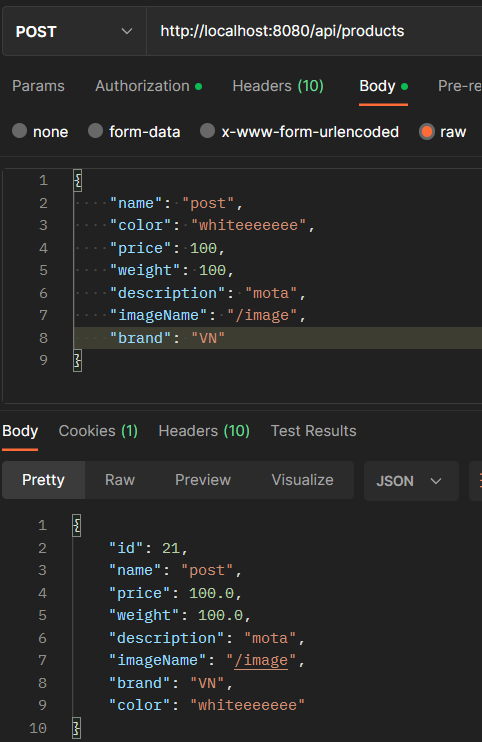 POST http://localhost:8080/api/products
Params Authorization Headers (10) Body Pre-re
none form-data x-www-form-urlencoded raw
1 {
2 "name": "post",
3 "color": "whiteeeeeee",
4 "price": 100,
5 "weight": 100,
6 "description": "mota",
7 "imageName": "/image",
8 "brand": "VN"
9 }
Body Cookies (1) Headers (10) Test Results
Pretty Raw Preview Visualize JSON
1 {
2 "id": 21,
3 "name": "post",
4 "price": 100.0,
5 "weight": 100.0,
6 "description": "mota",
7 "imageName": "/image",
8 "brand": "VN",
9 "color": "whiteeeeeee"
10 }